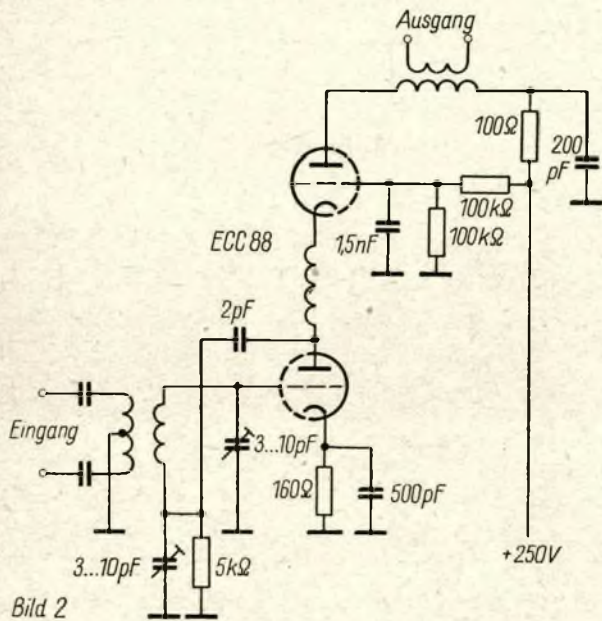 Ausgang
100Ω
200
pF
100kΩ
ECC 88
1,5nF
100kΩ
2pF
Eingang
3...10pF
160Ω
500pF
3...10pF
5kΩ
+250V
Bild 2